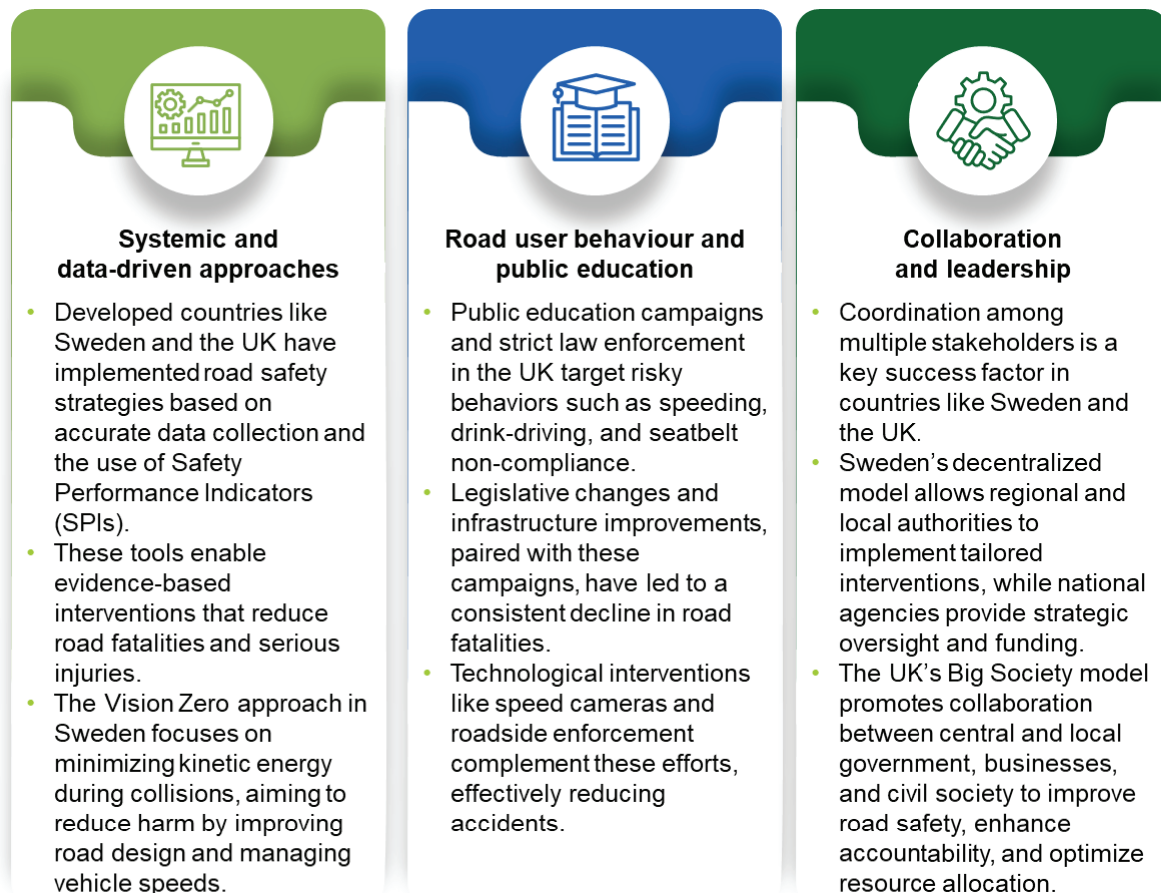 Systemic and
data-driven approaches
• Developed countries like
Sweden and the UK have
implemented road safety
strategies based on
accurate data collection and
the use of Safety
Performance Indicators
(SPIs).
• These tools enable
evidence-based
interventions that reduce
road fatalities and serious
injuries.
• The Vision Zero approach in
Sweden focuses on
minimizing kinetic energy
during collisions, aiming to
reduce harm by improving
road design and managing
vehicle speeds.
Road user behaviour and
public education
• Public education campaigns
and strict law enforcement
in the UK target risky
behaviors such as speeding,
drink-driving, and seatbelt
non-compliance.
• Legislative changes and
infrastructure improvements,
paired with these
campaigns, have led to a
consistent decline in road
fatalities.
• Technological interventions
like speed cameras and
roadside enforcement
complement these efforts,
effectively reducing
accidents.
Collaboration
and leadership
• Coordination among
multiple stakeholders is a
key success factor in
countries like Sweden and
the UK.
• Sweden's decentralized
model allows regional and
local authorities to
implement tailored
interventions, while national
agencies provide strategic
oversight and funding.
• The UK's Big Society model
promotes collaboration
between central and local
government, businesses,
and civil society to improve
road safety, enhance
accountability, and optimize
resource allocation.